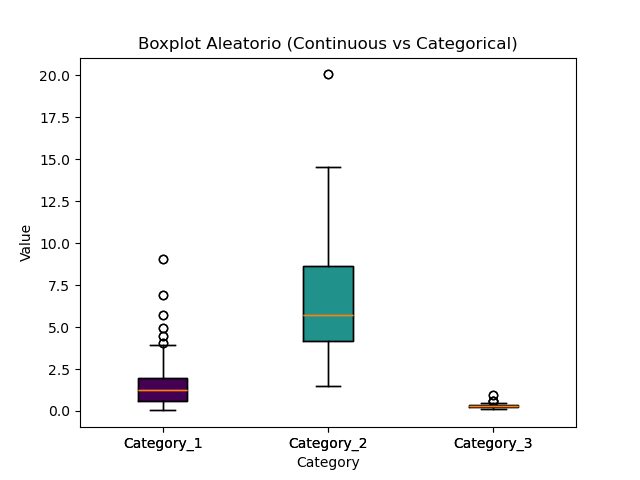 Boxplot Aleatorio (Continuous vs Categorical)
20.0
17.5
15.0
12.5
10.0
7.5
5.0
2.5
0.0
Value
Category_1 Category_2 Category_3
Category